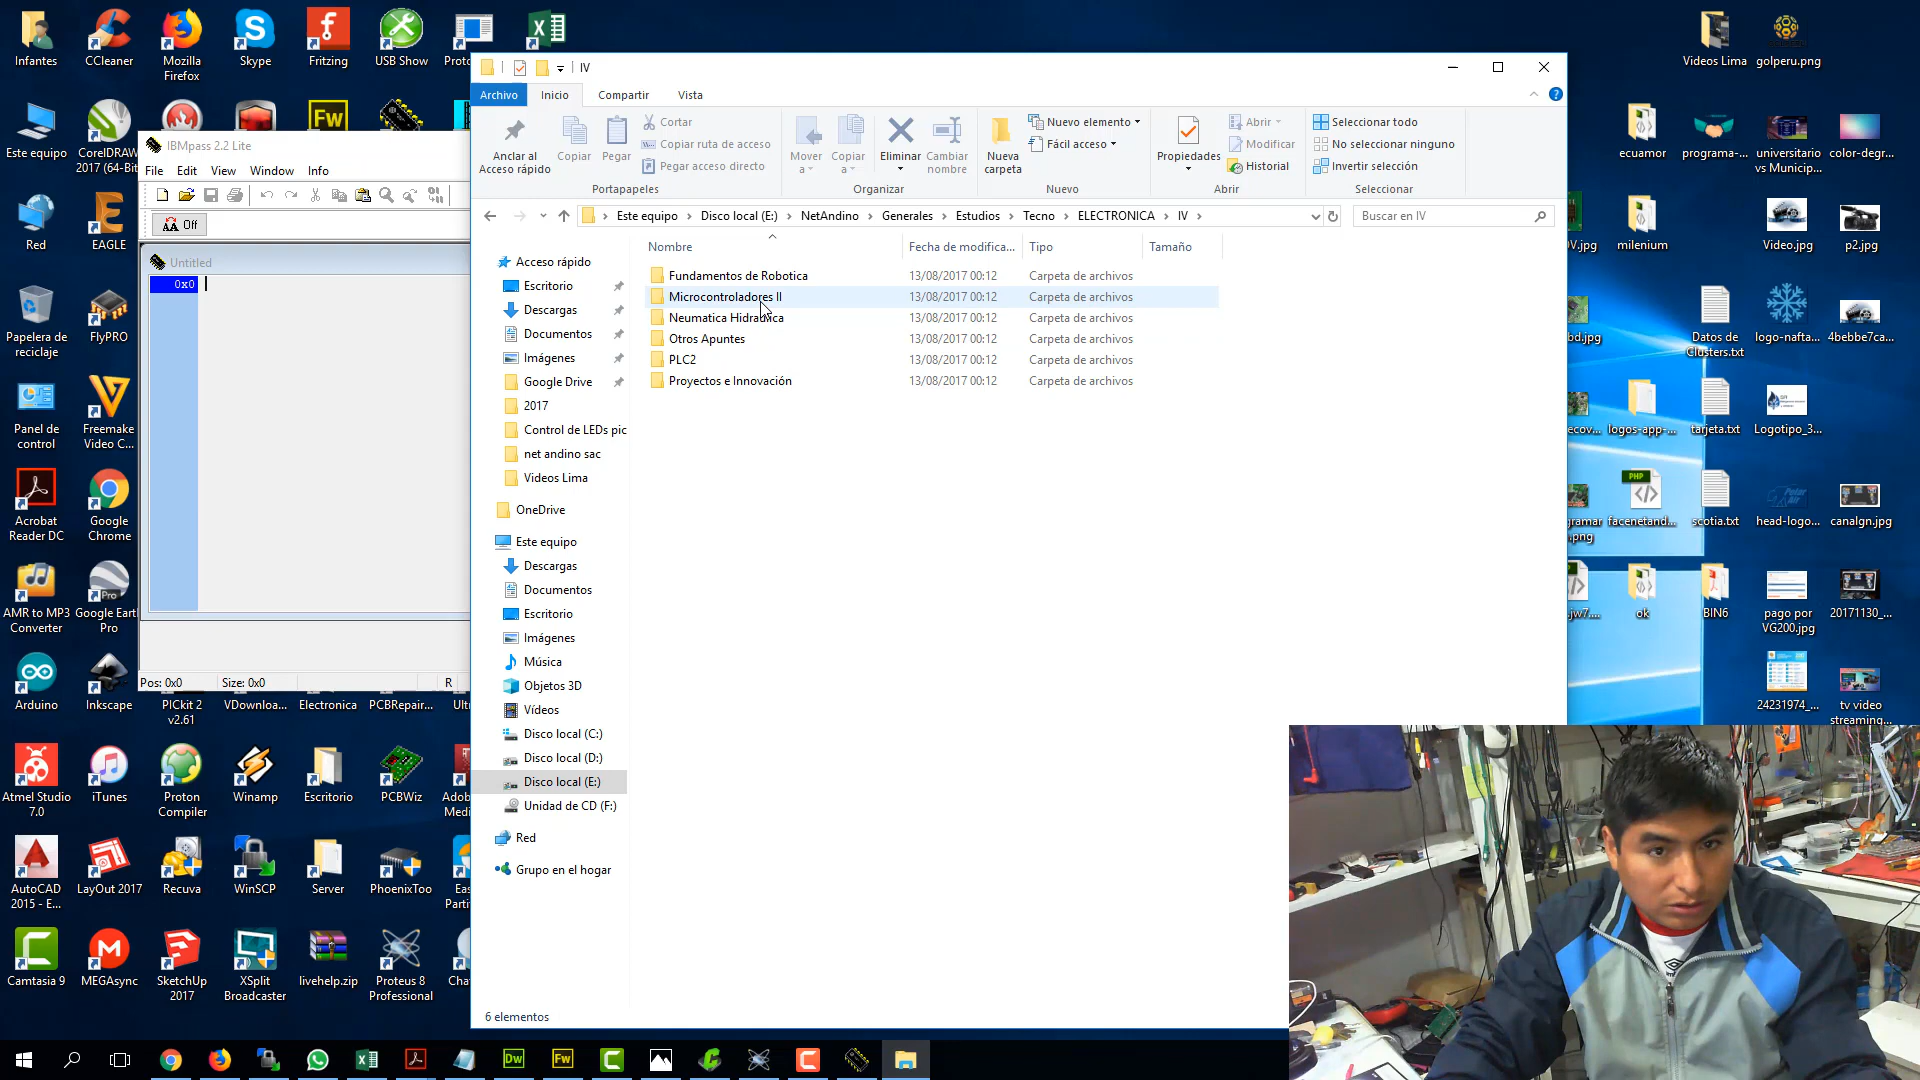 Infantes
CCleaner
Mozilla
Firefox
Skype
Fritzing
USB Show
Este equipo
CorelDRAW
2017 (64-Bit
Red
EAGLE
Papelera de
reciclaje
FlyPRO
Panel de
control
Freemake
Video C...
Acrobat
Reader DC
Google
Chrome
AMR to MP3
Converter
Google Earth
Pro
Arduino
Inkscape
PICkit 2
v2.61
VDownloa...
Electronica
PCBRepair...
Atmel Studio
7.0
iTunes
Proton
Compiler
Winamp
Escritorio
PCBWiz
AutoCAD
2015 - E...
LayOut 2017
Recuva
WinSCP
Server
PhoenixToo
Camtasia 9
MEGAsync
SketchUp
2017
XSplit
Broadcaster
livehelp.zip
Proteus 8
Professional
IBMpass 2.2 Lite
File Edit View Window Info
Off
Untitled
0x0
Pos: 0x0 Size: 0x0 R
IV
Archivo Inicio Compartir Vista
Anclar al
Acceso rápido
Copiar
Pegar
Cortar
Copiar ruta de acceso
Pegar acceso directo
Portapapeles
Mover
a
Copiar
a
Eliminar
Cambiar
nombre
Organizar
Nueva
carpeta
Nuevo elemento
Fácil acceso
Nuevo
Propiedades
Abrir
Modificar
Historial
Abrir
Seleccionar todo
No seleccionar ninguno
Invertir selección
Seleccionar
Este equipo > Disco local (E:) > NetAndino > Generales > Estudios > Tecno > ELECTRONICA > IV >
Buscar en IV
Nombre Fecha de modifica... Tipo Tamaño
Fundamentos de Robotica 13/08/2017 00:12 Carpeta de archivos
Microcontroladores II 13/08/2017 00:12 Carpeta de archivos
Neumatica Hidraulica 13/08/2017 00:12 Carpeta de archivos
Otros Apuntes 13/08/2017 00:12 Carpeta de archivos
PLC2 13/08/2017 00:12 Carpeta de archivos
Proyectos e Innovación 13/08/2017 00:12 Carpeta de archivos
Acceso rápido
Escritorio
Descargas
Documentos
Imágenes
Google Drive
2017
Control de LEDs pic
net andino sac
Videos Lima
OneDrive
Este equipo
Descargas
Documentos
Escritorio
Imágenes
Música
Objetos 3D
Vídeos
Disco local (C:)
Disco local (D:)
Disco local (E:)
Unidad de CD (F:)
Red
Grupo en el hogar
6 elementos
Videos Lima
golperu.png
ecuamor
programa-...
universitario
vs Municip...
color-degr...
milenium
Video.jpg
p2.jpg
Datos de
Clusters.txt
logo-nafta...
4bebbe7ca...
logos-app-...
tarjeta.txt
Logotipo_3...
PHP
facenetand...
scotia.txt
head-logo...
canalgn.jpg
ok
BIN6
pago por
VG200.jpg
20171130_...
24231974_...
tv video
streaming...